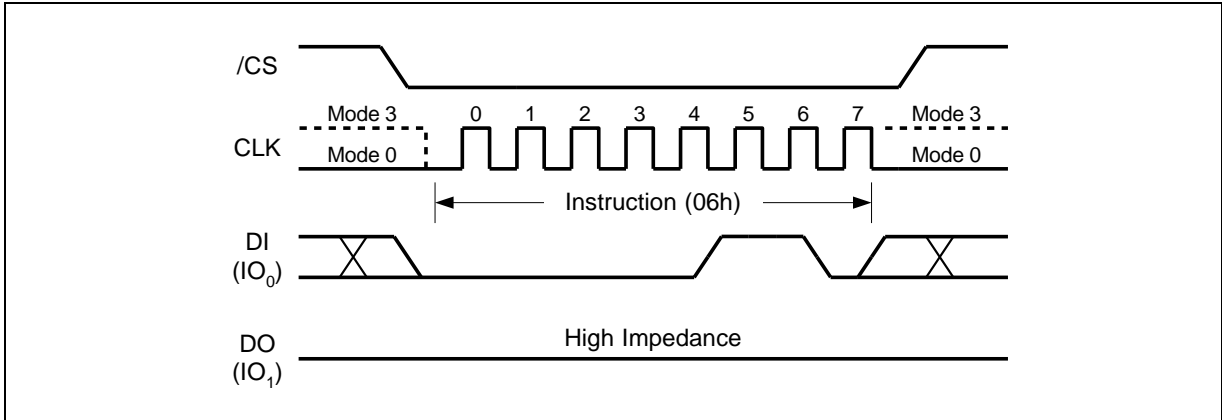 /CS
Mode 3 0 1 2 3 4 5 6 7 Mode 3
CLK
Mode 0 Mode 0
Instruction (06h)
DI
(IO₀)
High Impedance
DO
(IO₁)